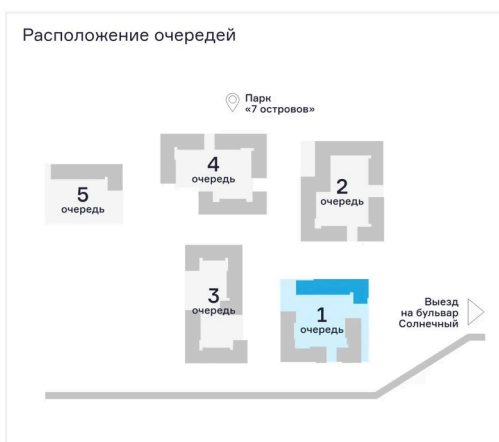 Расположение очередей
Парк
«7 островов»
4
очередь
5
очередь
2
очередь
3
очередь
1
очередь
Выезд
на бульвар
Солнечный